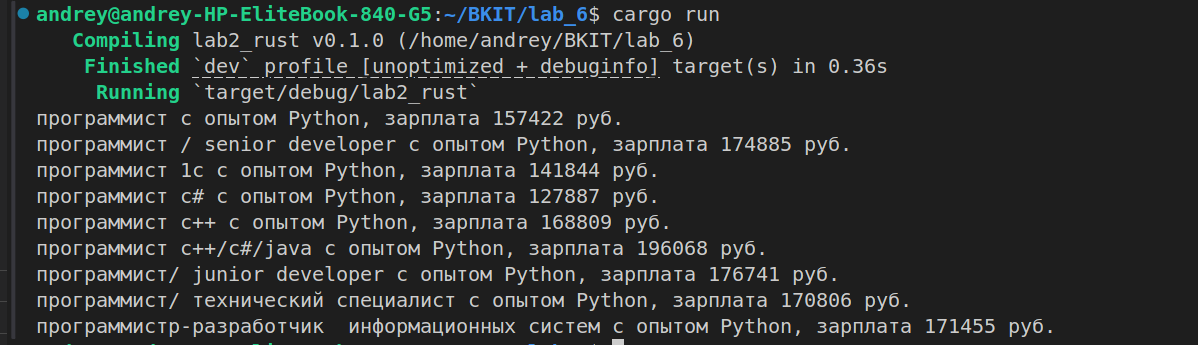 andrey@andrey-HP-EliteBook-840-G5:~/BKIT/lab_6$ cargo run
Compiling lab2_rust v0.1.0 (/home/andrey/BKIT/lab_6)
Finished `dev` profile [unoptimized + debuginfo] target(s) in 0.36s
Running `target/debug/lab2_rust`
программист с опытом Python, зарплата 157422 руб.
программист / senior developer с опытом Python, зарплата 174885 руб.
программист 1с с опытом Python, зарплата 141844 руб.
программист c# с опытом Python, зарплата 127887 руб.
программист c++ с опытом Python, зарплата 168809 руб.
программист c++/c#/java с опытом Python, зарплата 196068 руб.
программист/ junior developer с опытом Python, зарплата 176741 руб.
программист/ технический специалист с опытом Python, зарплата 170806 руб.
программистр-разработчик  информационных систем с опытом Python, зарплата 171455 руб.